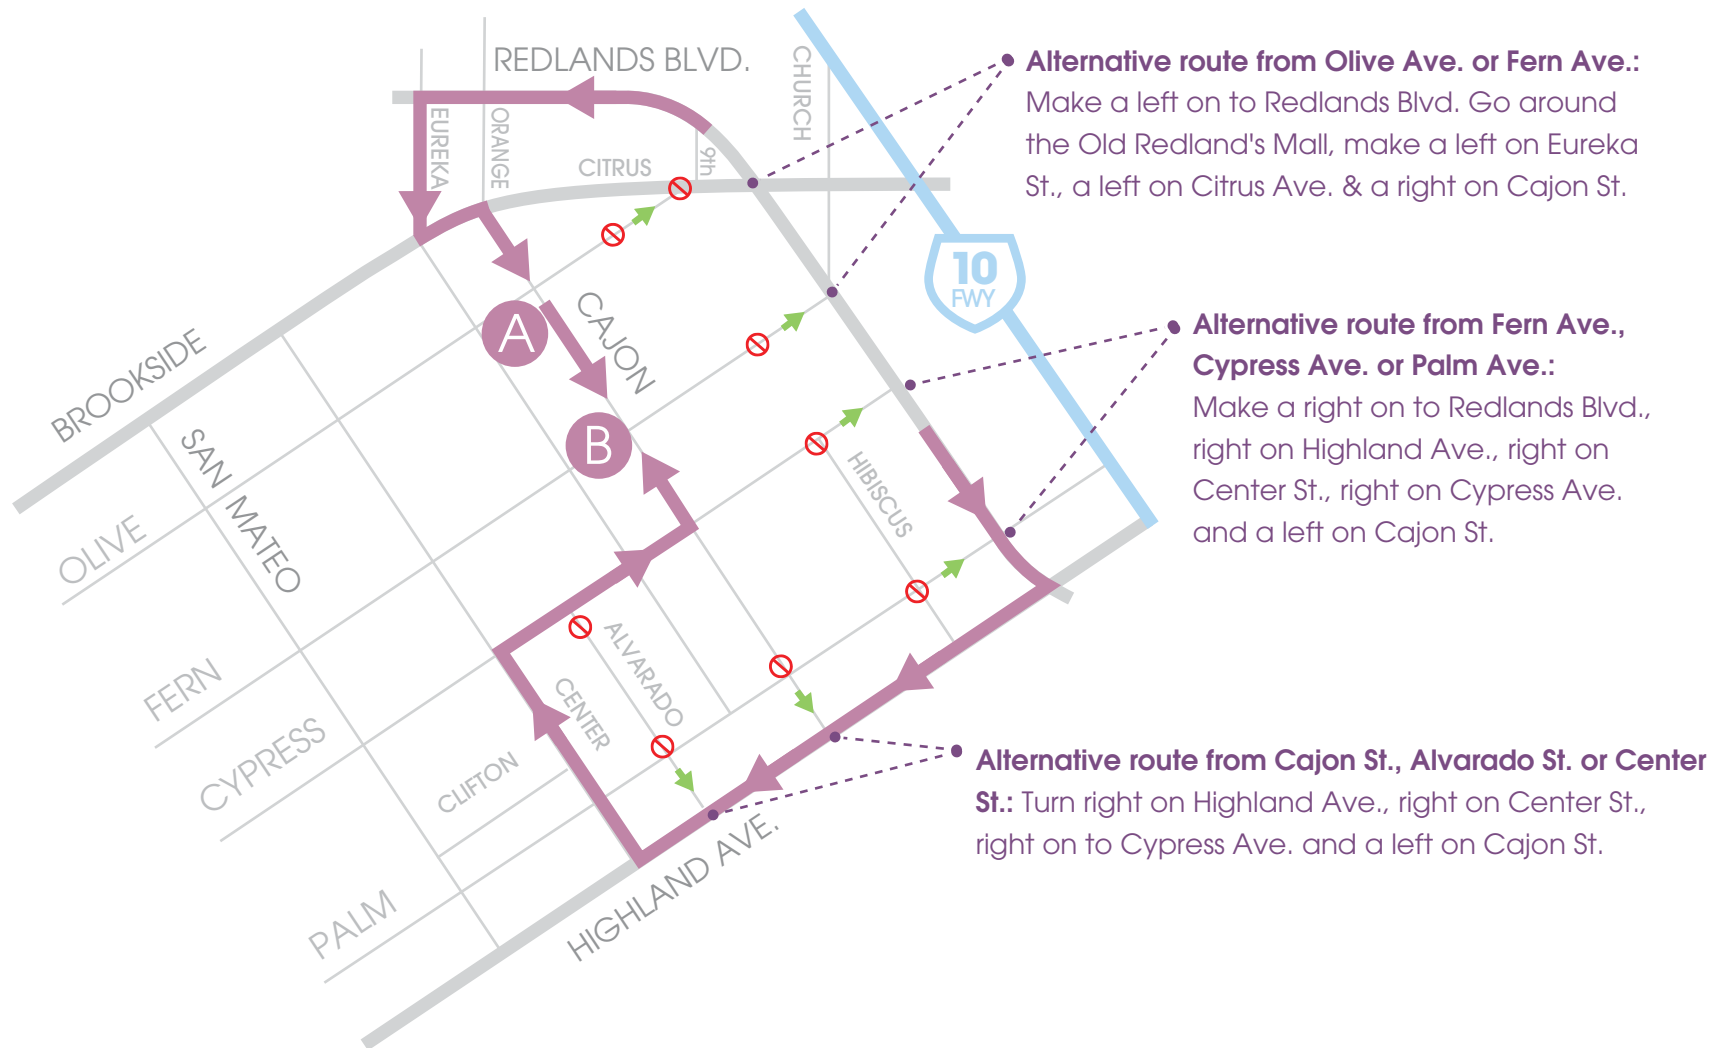 REDLANDS BLVD.
CHURCH
EUREKA
ORANGE
9th
CITRUS
Alternative route from Olive Ave. or Fern Ave.:
Make a left on to Redlands Blvd. Go around
the Old Redland's Mall, make a left on Eureka
St., a left on Citrus Ave. & a right on Cajon St.
10
FWY
CAJON
A
B
BROOKSIDE
SAN MATEO
OLIVE
Alternative route from Fern Ave.,
Cypress Ave. or Palm Ave.:
Make a right on to Redlands Blvd.,
right on Highland Ave., right on
Center St., right on Cypress Ave.
and a left on Cajon St.
HIBISCUS
FERN
ALVARADO
CENTER
CYPRESS
CLIFTON
PALM
HIGHLAND AVE.
Alternative route from Cajon St., Alvarado St. or Center
St.: Turn right on Highland Ave., right on Center St.,
right on to Cypress Ave. and a left on Cajon St.